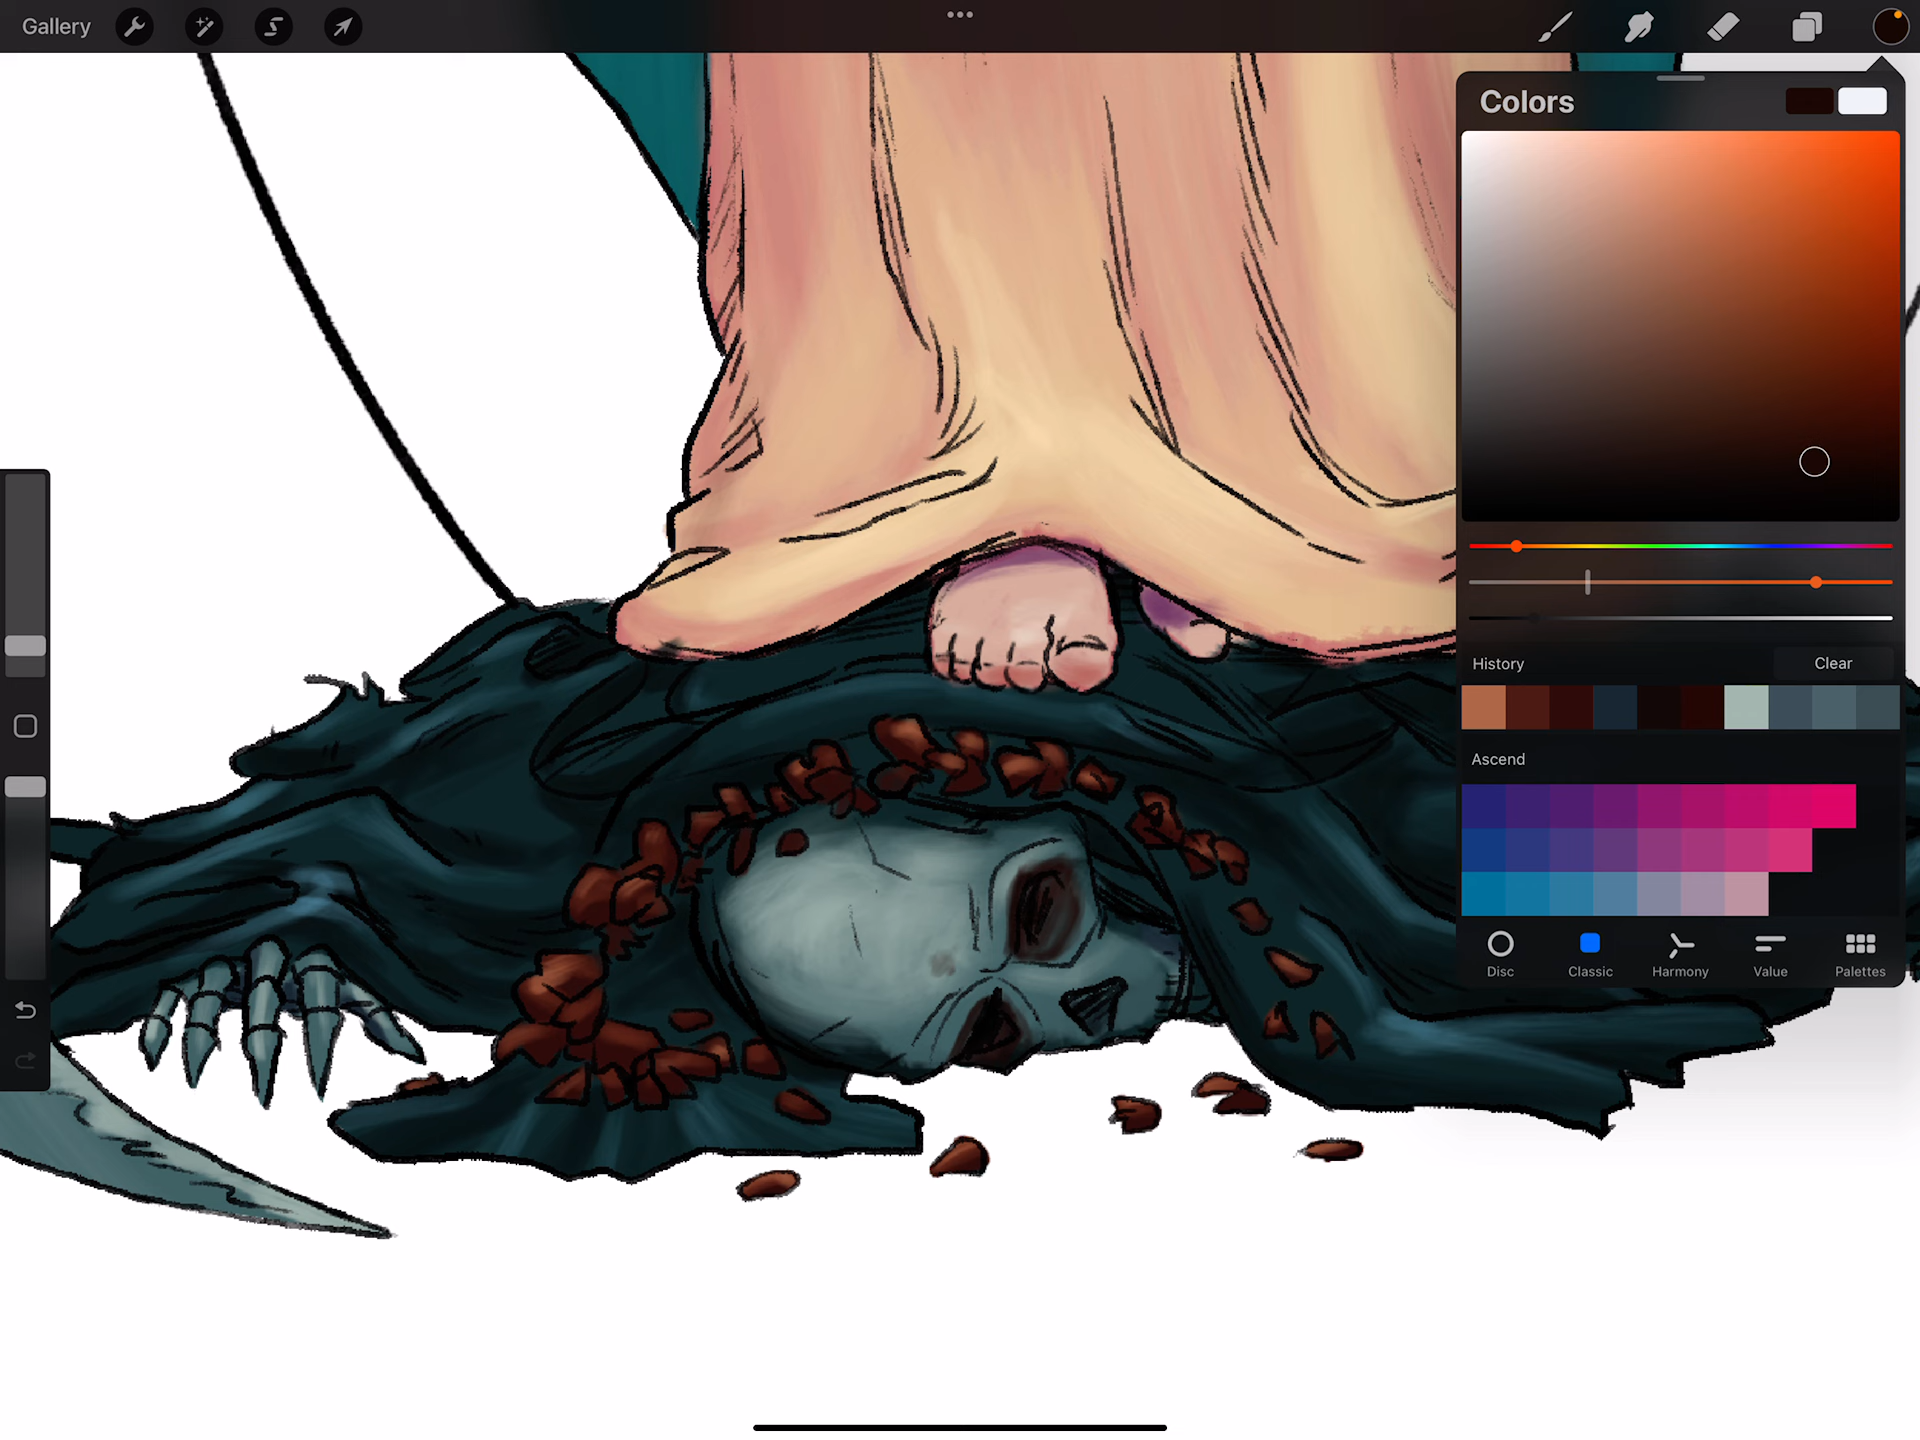 Gallery
Colors
History
Clear
Ascend
Disc
Classic
Harmony
Value
Palettes